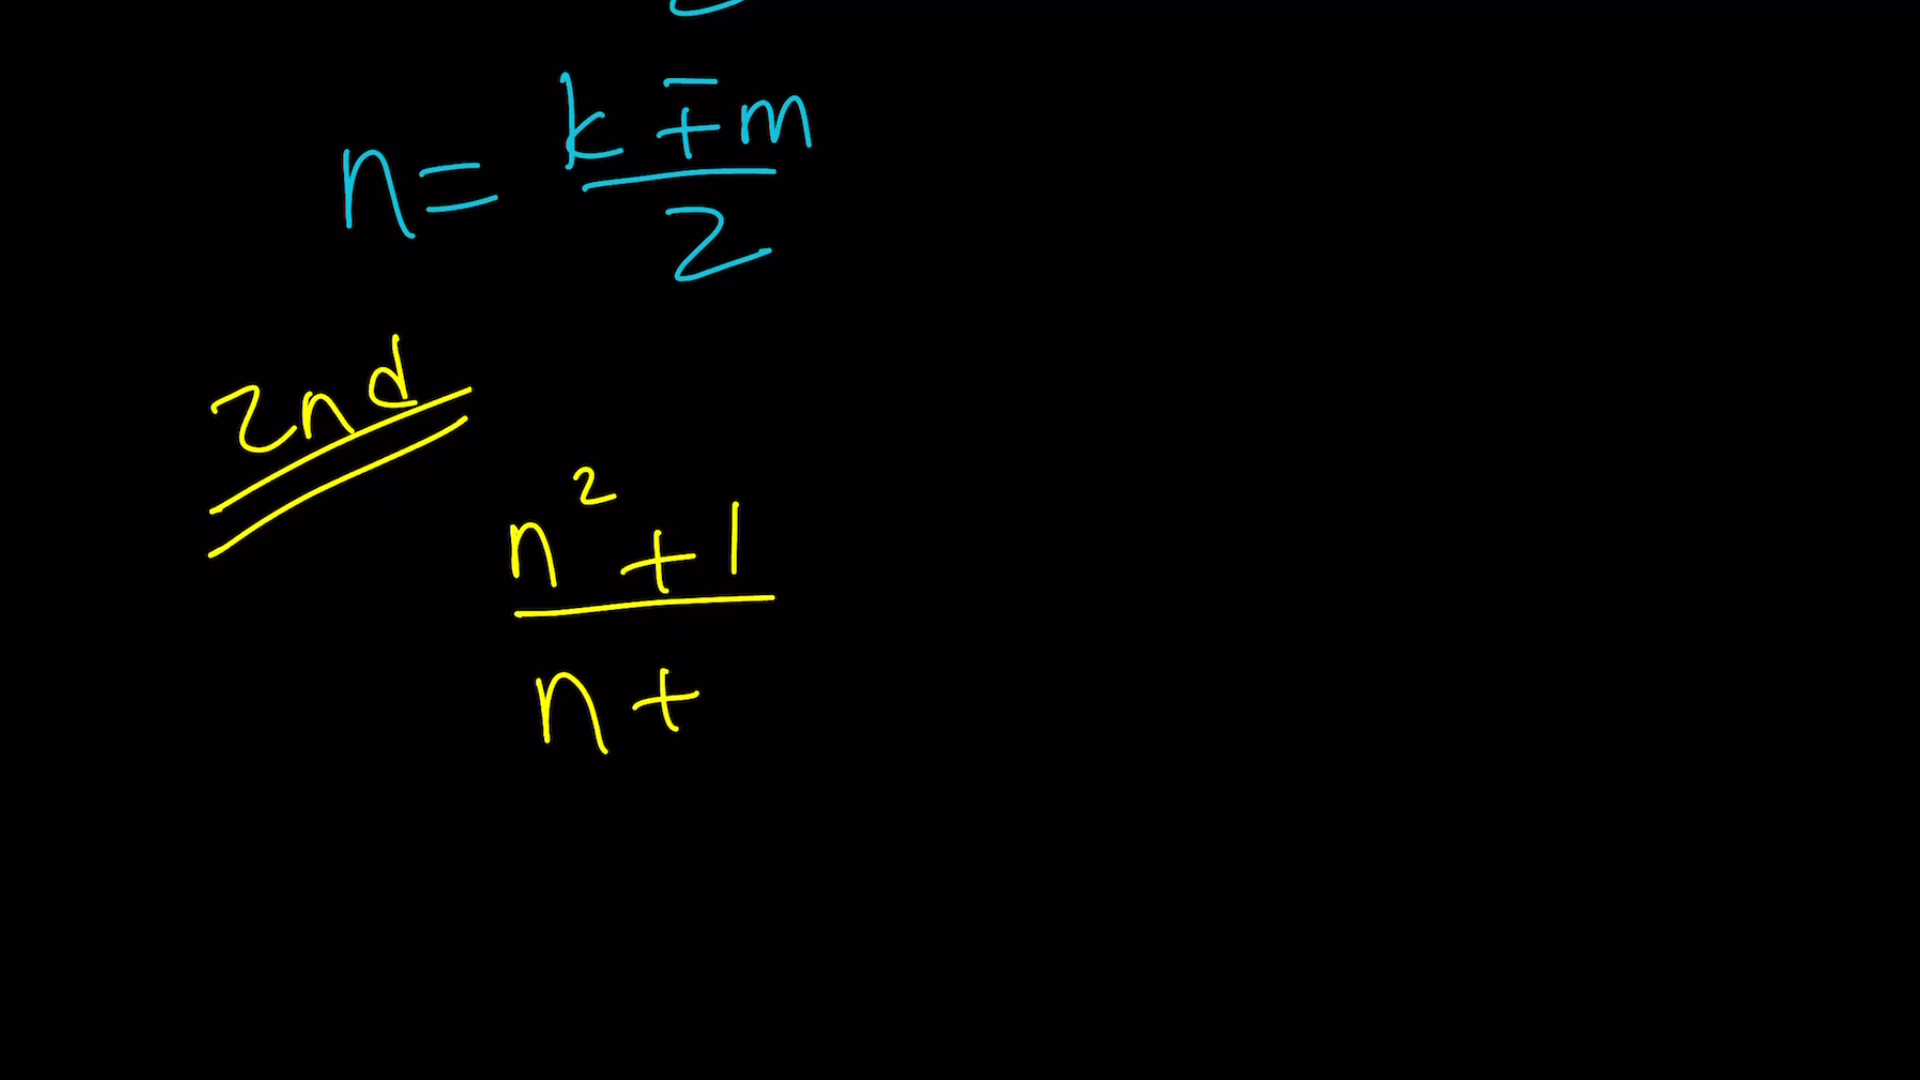 n = k ∓ m
2
2nd
n² + 1
n +